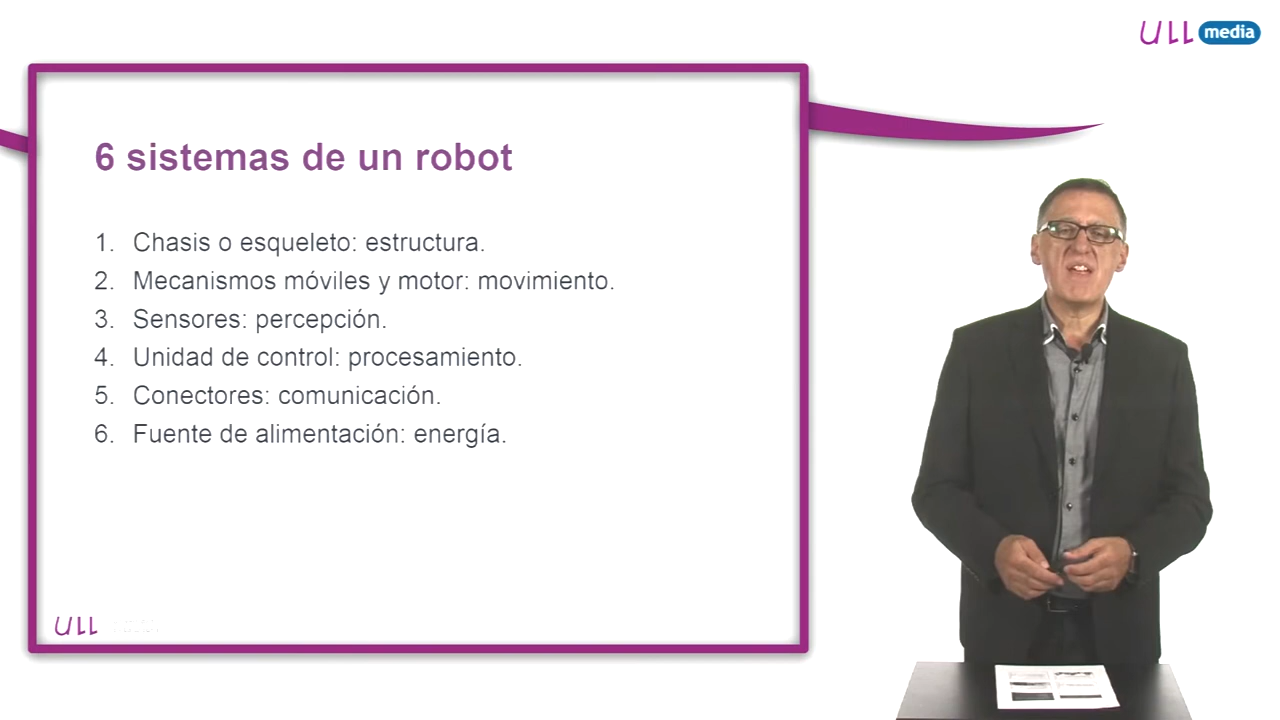 ULL media
6 sistemas de un robot
1. Chasis o esqueleto: estructura.
2. Mecanismos móviles y motor: movimiento.
3. Sensores: percepción.
4. Unidad de control: procesamiento.
5. Conectores: comunicación.
6. Fuente de alimentación: energía.
ULL